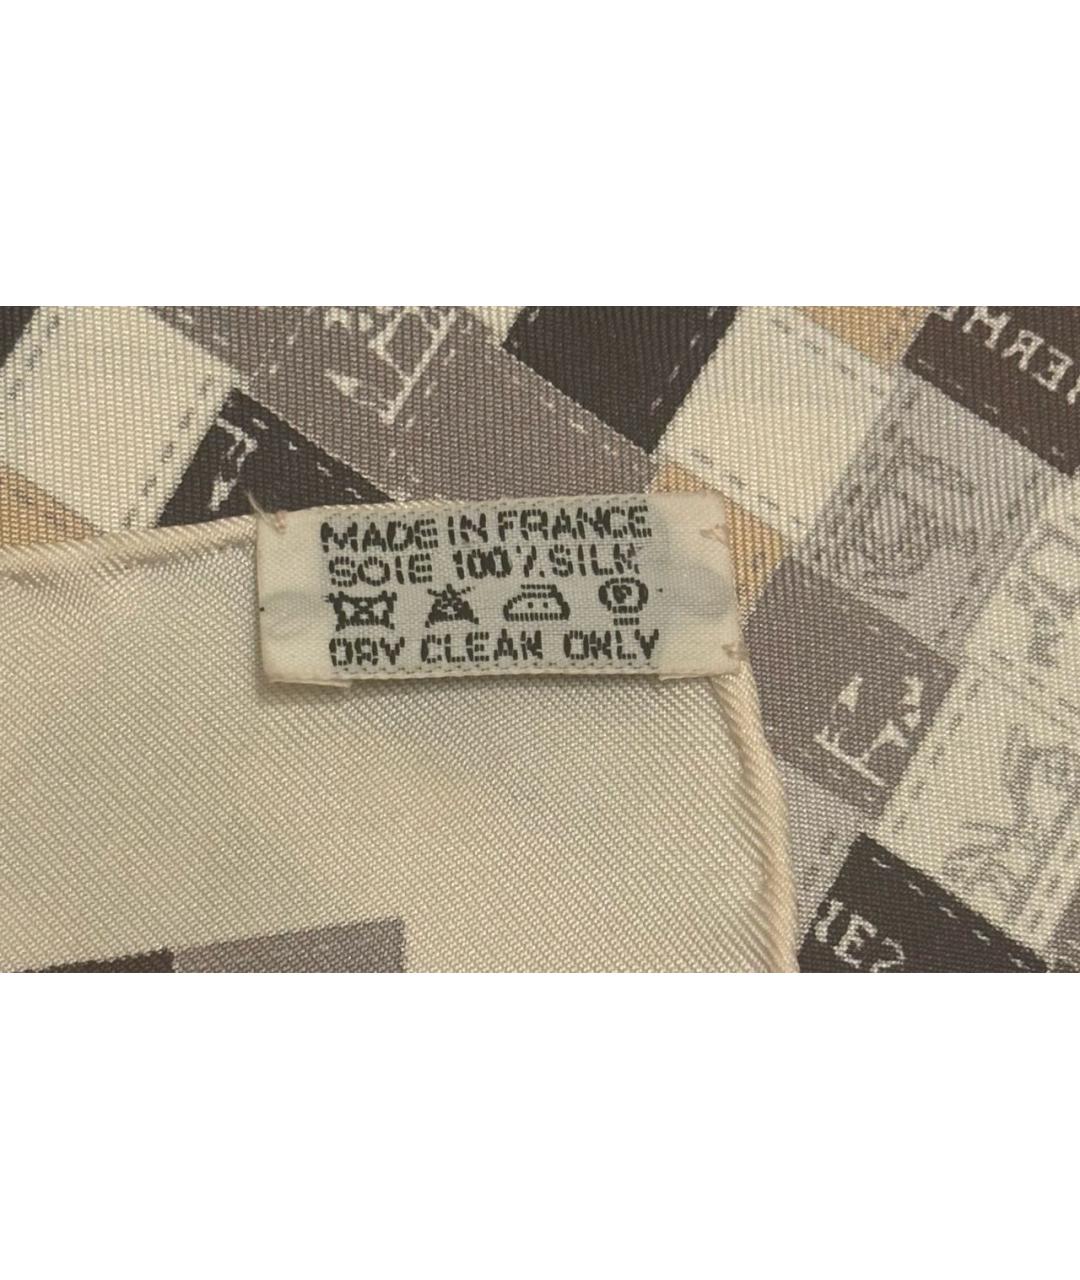 MADE IN FRANCE
SOIE 100% SILK
DRY CLEAN ONLY